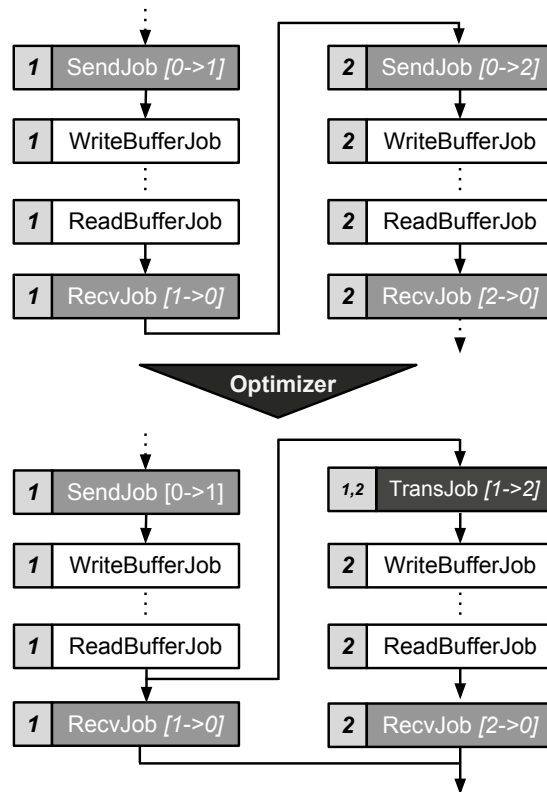 1 SendJob [0->1]
1 WriteBufferJob
1 ReadBufferJob
1 RecvJob [1->0]
2 SendJob [0->2]
2 WriteBufferJob
2 ReadBufferJob
2 RecvJob [2->0]
Optimizer
1 SendJob [0->1]
1 WriteBufferJob
1 ReadBufferJob
1 RecvJob [1->0]
1,2 TransJob [1->2]
2 WriteBufferJob
2 ReadBufferJob
2 RecvJob [2->0]